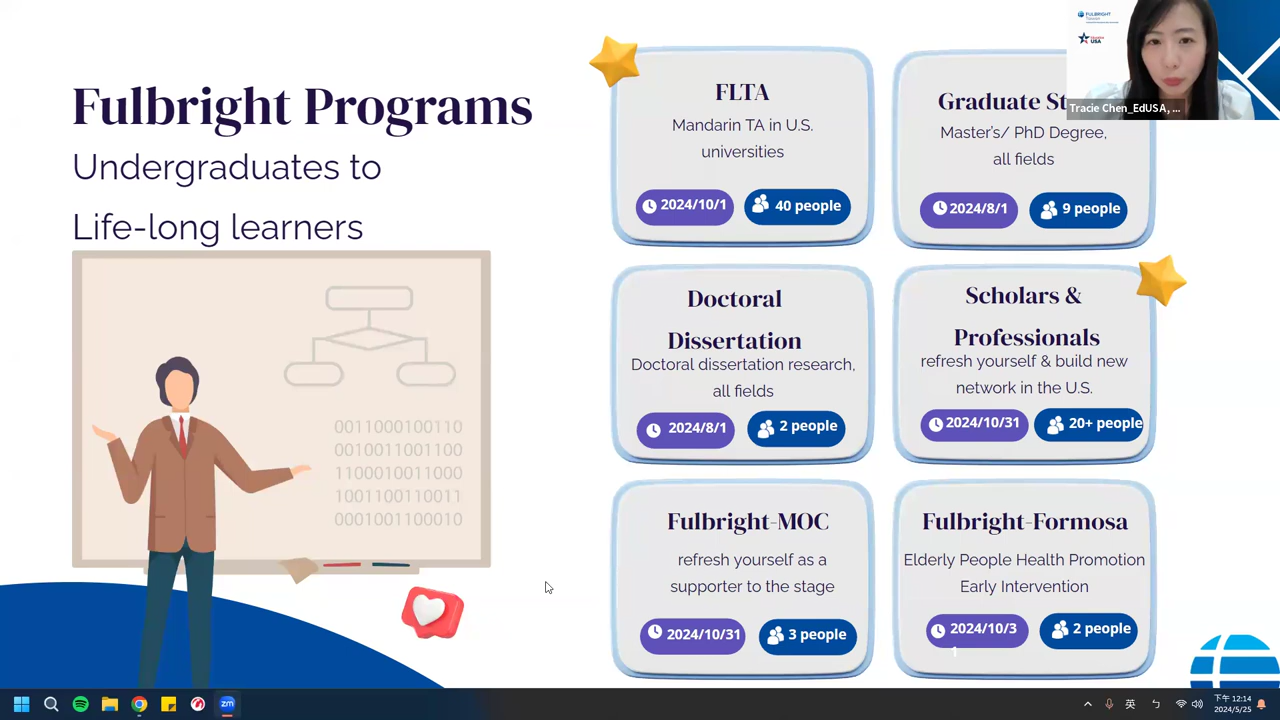 Fulbright Programs
Undergraduates to
Life-long learners
0011000100110
0010011001100
1100010011000
1001100110011
0001001100010
FLTA
Mandarin TA in U.S.
universities
2024/10/1
40 people
Graduate St
Master's/ PhD Degree,
all fields
2024/8/1
9 people
Doctoral
Dissertation
Doctoral dissertation research,
all fields
2024/8/1
2 people
Scholars &
Professionals
refresh yourself & build new
network in the U.S.
2024/10/31
20+ people
Fulbright-MOC
refresh yourself as a
supporter to the stage
2024/10/31
3 people
Fulbright-Formosa
Elderly People Health Promotion
Early Intervention
2024/10/3
1
2 people
FULBRIGHT
USA
Tracie Chen_EdUSA, ...
zm
英
下午 12:14
2024/5/25